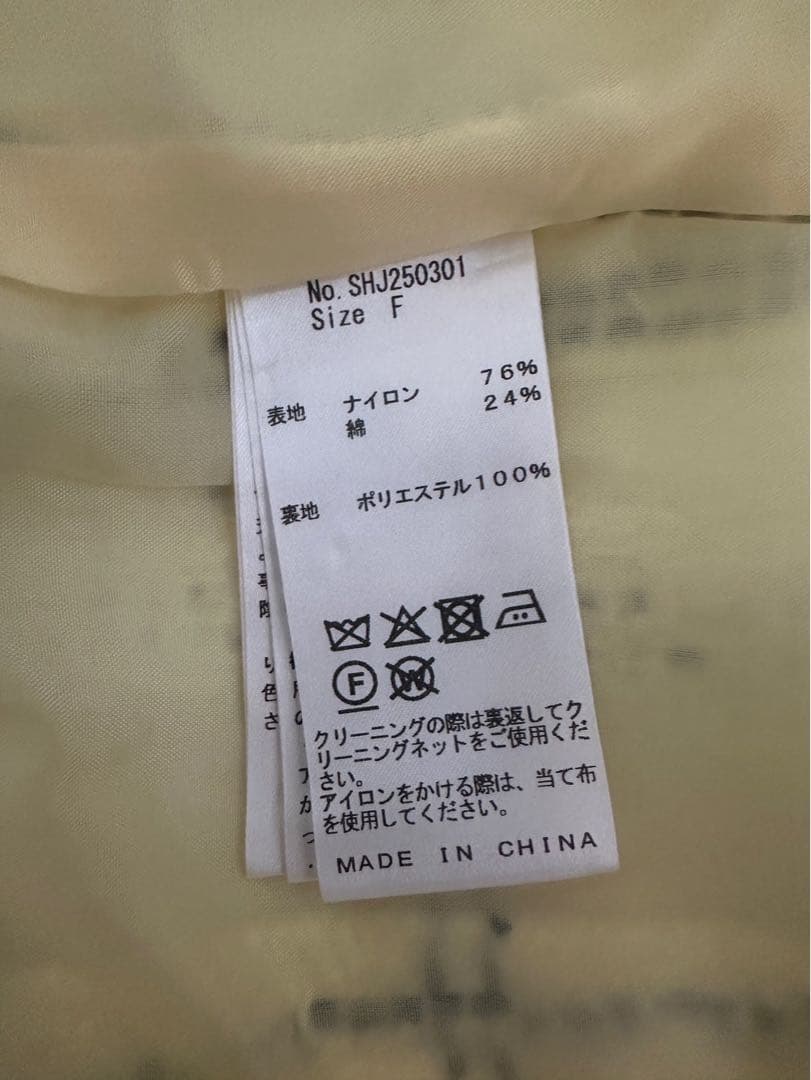 No. SHJ250301
Size F
表地 ナイロン 76%
綿 24%
裏地 ポリエステル100%
F W
クリーニングの際は裏返してク
リーニングネットをご使用くだ
さい。
アイロンをかける際は、当て布
を使用してください。
MADE IN CHINA